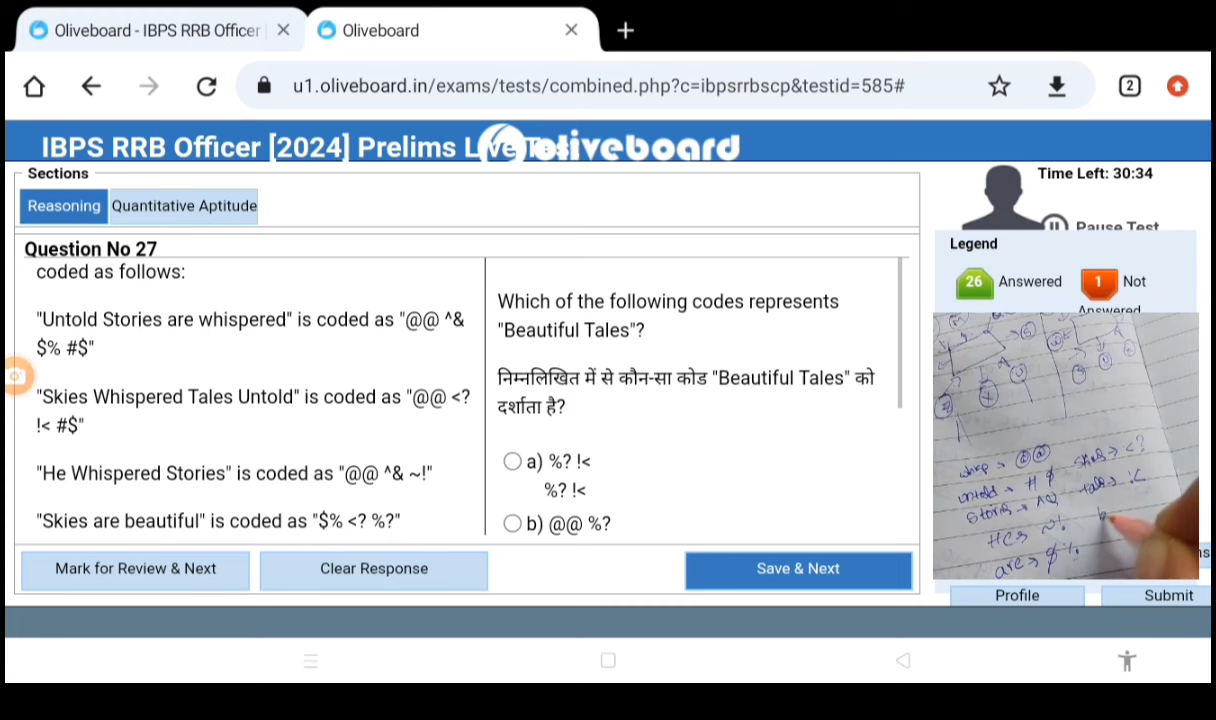 Oliveboard - IBPS RRB Officer
Oliveboard
u1.oliveboard.in/exams/tests/combined.php?c=ibpsrrbscp&testid=585#
2
IBPS RRB Officer [2024] Prelims Live Test
oliveboard
Sections
Reasoning
Quantitative Aptitude
Time Left: 30:34
Pause Test
Question No 27
coded as follows:
"Untold Stories are whispered" is coded as "@@ ^&
$% #$"
"Skies Whispered Tales Untold" is coded as "@@ <?
!< #$"
"He Whispered Stories" is coded as "@@ ^& ~!"
"Skies are beautiful" is coded as "$% <? %?"
Which of the following codes represents
"Beautiful Tales"?
निम्नलिखित में से कौन-सा कोड "Beautiful Tales" को
दर्शाता है?
a) %? !<
%? !<
b) @@ %?
Legend
26 Answered
1 Not
Answered
Mark for Review & Next
Clear Response
Save & Next
Profile
Submit